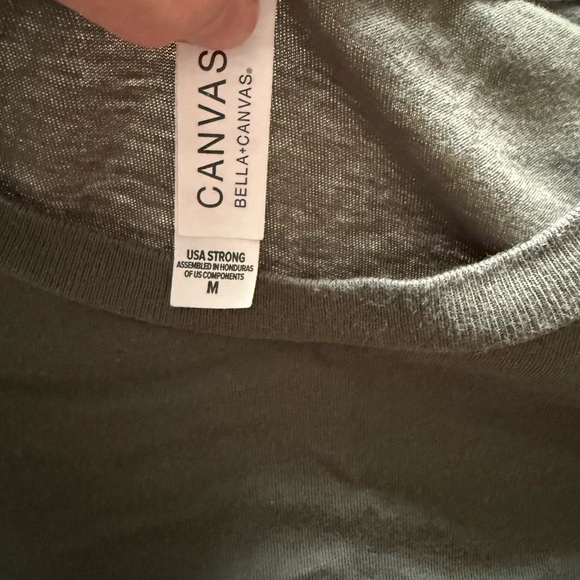 CANVAS
BELLA+CANVAS®
USA STRONG
ASSEMBLED IN HONDURAS
OF US COMPONENTS
M